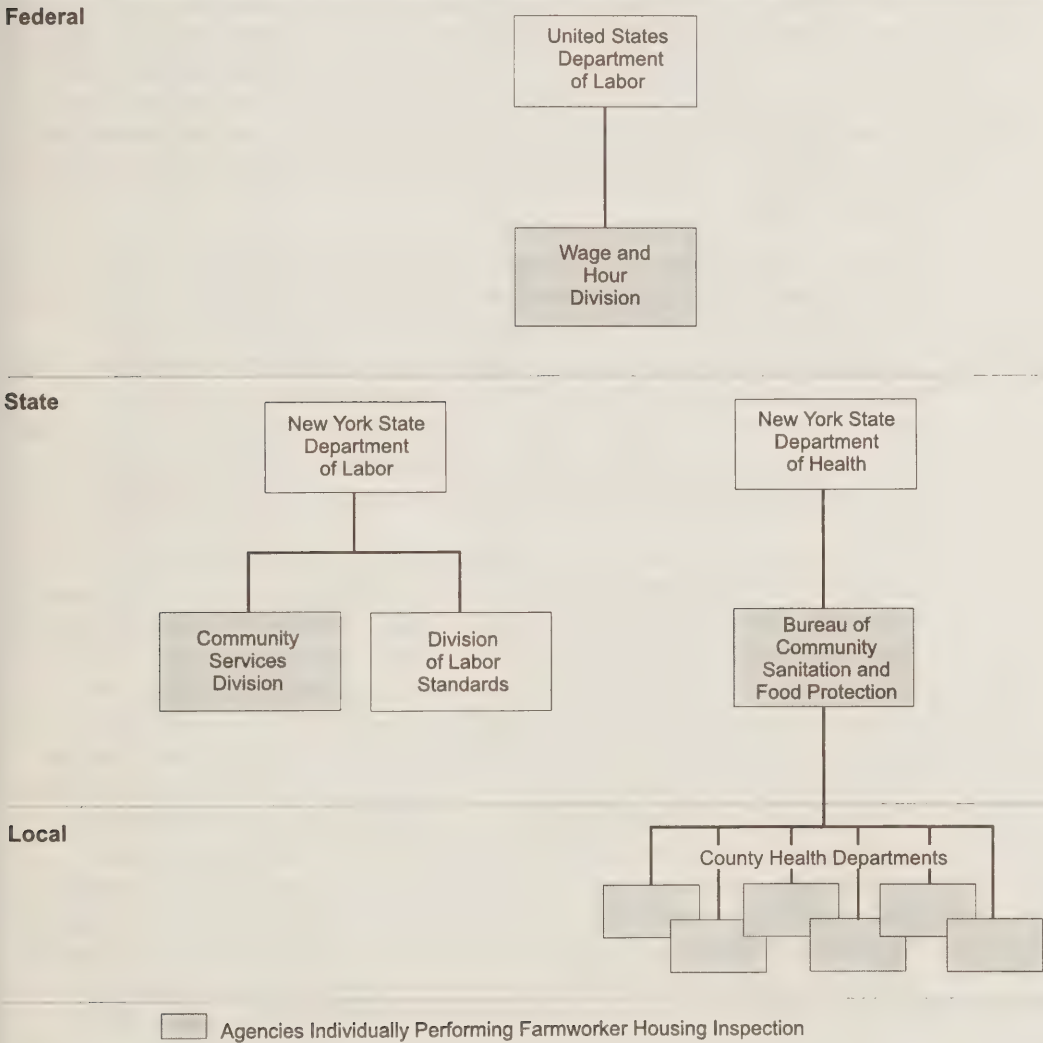 Federal
United States
Department
of Labor
Wage and
Hour
Division
State
New York State
Department
of Labor
New York State
Department
of Health
Community
Services
Division
Division
of Labor
Standards
Bureau of
Community
Sanitation and
Food Protection
Local
County Health Departments
Agencies Individually Performing Farmworker Housing Inspection